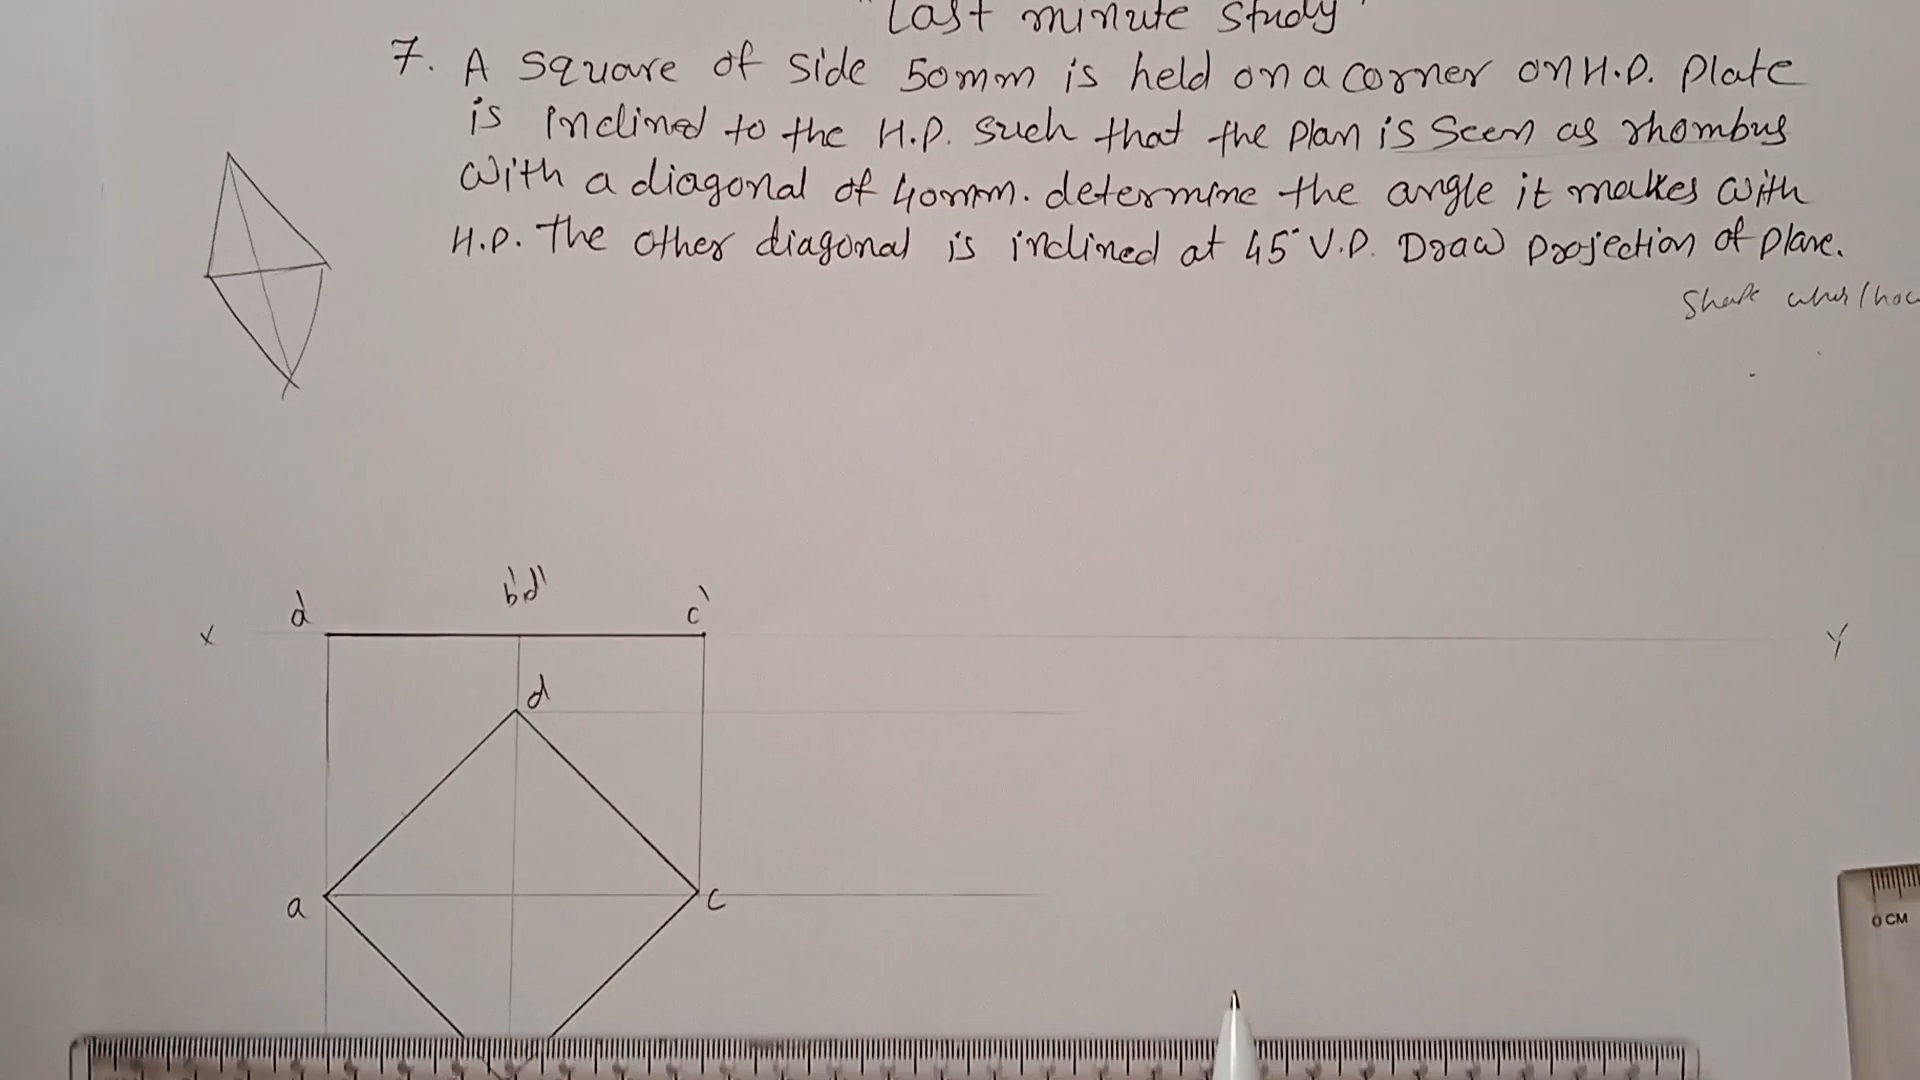 "Last minute study"
7. A square of side 50mm is held on a corner on H.P. Plate
is inclined to the H.P. such that the plan is seen as rhombus
with a diagonal of 40mm. determine the angle it makes with
H.P. The other diagonal is inclined at 45° V.P. Draw projection of plane.
b'd'
c'
X
Y
d
a
c
0 CM